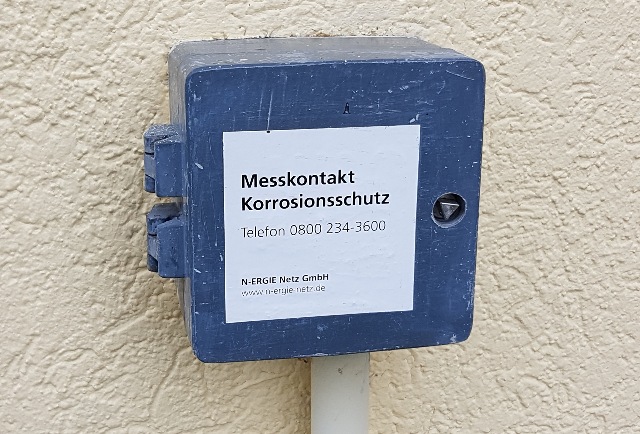 Messkontakt
Korrosionsschutz
Telefon 0800 234-3600
N-ERGIE Netz GmbH
www.n-ergie-netz.de